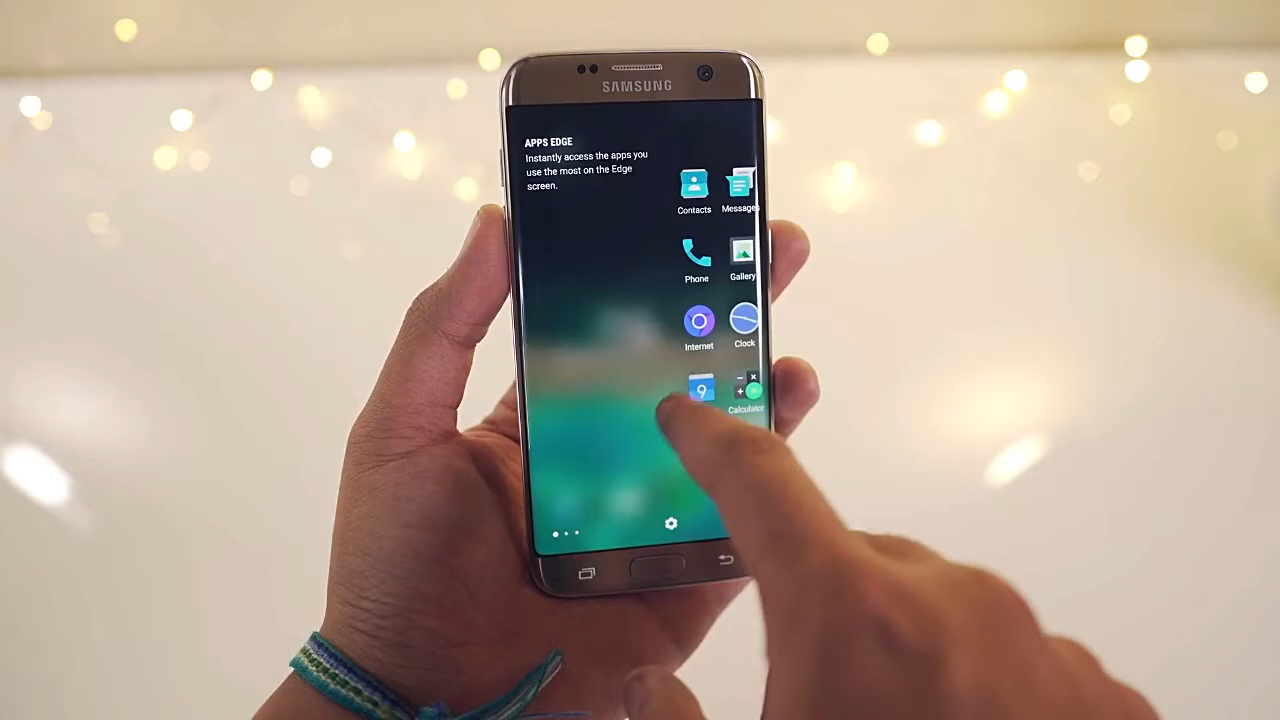 SAMSUNG
APPS EDGE
Instantly access the apps you
use the most on the Edge
screen.
Contacts
Messages
Phone
Gallery
Internet
Clock
9
Calculator